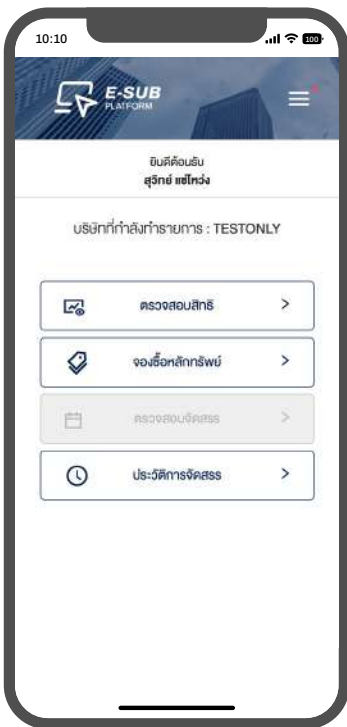 10:10
100
E-SUB
PLATFORM
ยินดีต้อนรับ
สุวิทย์ แซ่โหว่ง
บริษัทที่กำลังทำรายการ : TESTONLY
ตรวจสอบสิทธิ
จองซื้อหลักทรัพย์
ตรวจสอบจัดสรร
ประวัติการจัดสรร